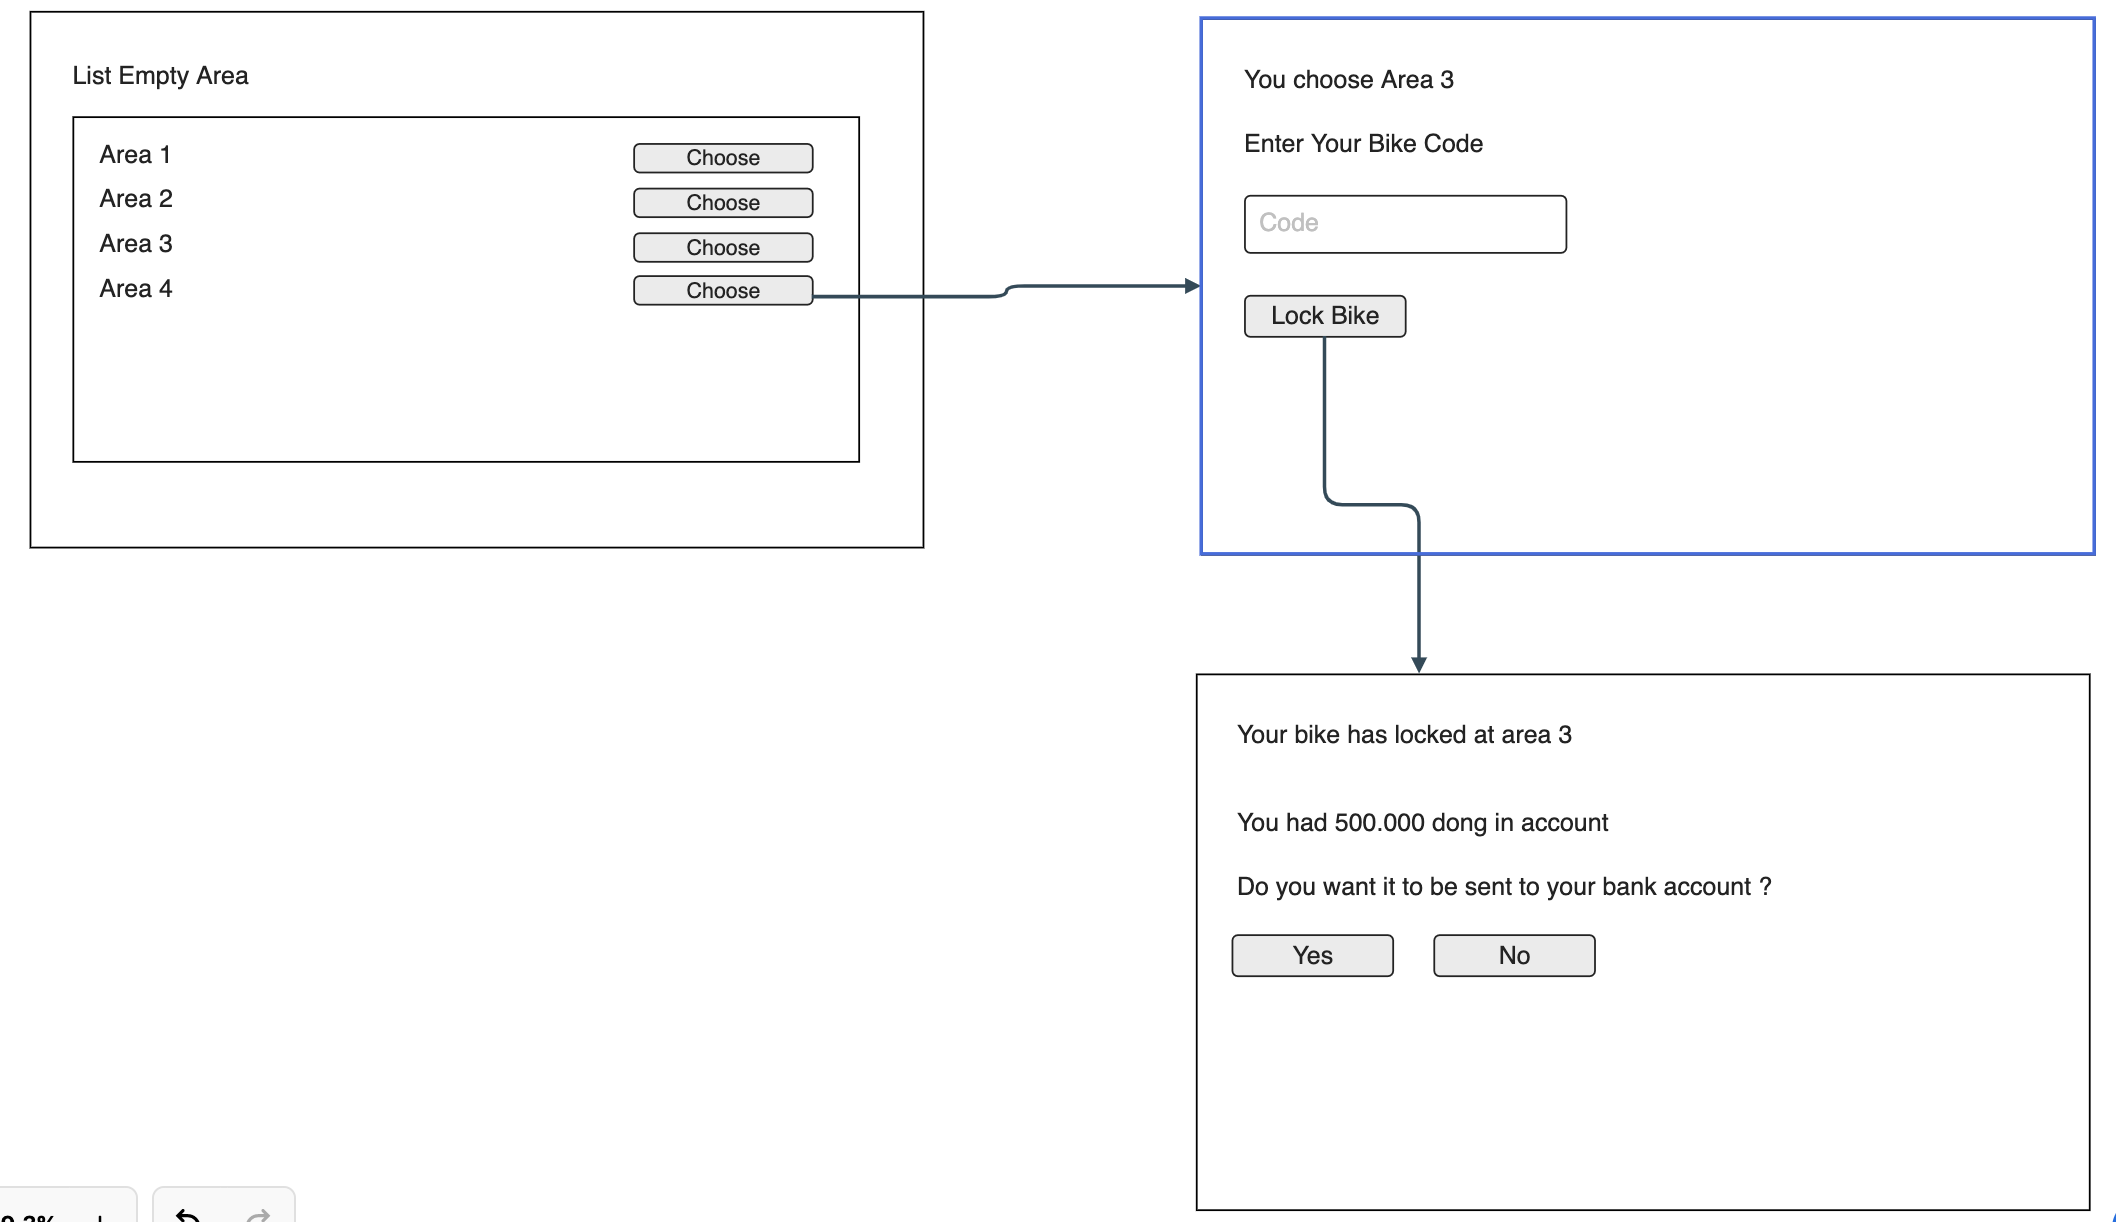 List Empty Area
Area 1 Choose
Area 2 Choose
Area 3 Choose
Area 4 Choose
You choose Area 3
Enter Your Bike Code
Code
Lock Bike
Your bike has locked at area 3
You had 500.000 dong in account
Do you want it to be sent to your bank account ?
Yes No